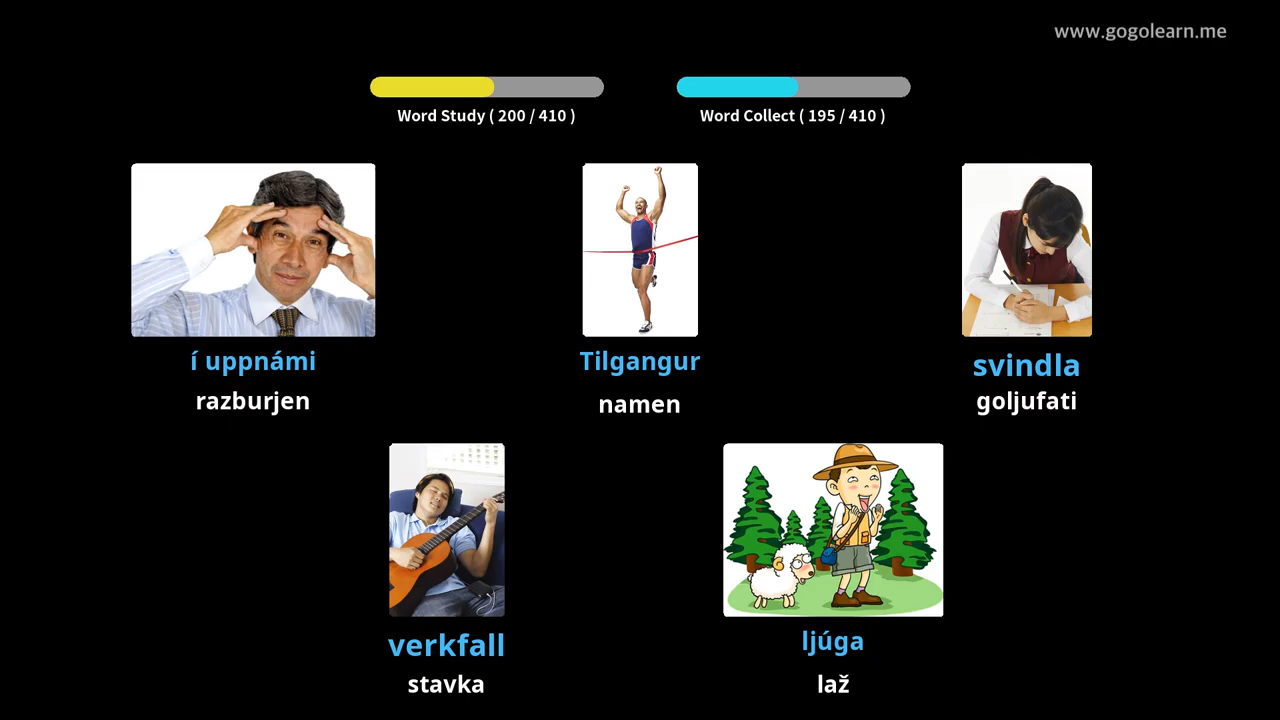 www.gogolearn.me
Word Study ( 200 / 410 )
Word Collect ( 195 / 410 )
í uppnámi
razburjen
Tilgangur
namen
svindla
goljufati
verkfall
stavka
ljúga
laž